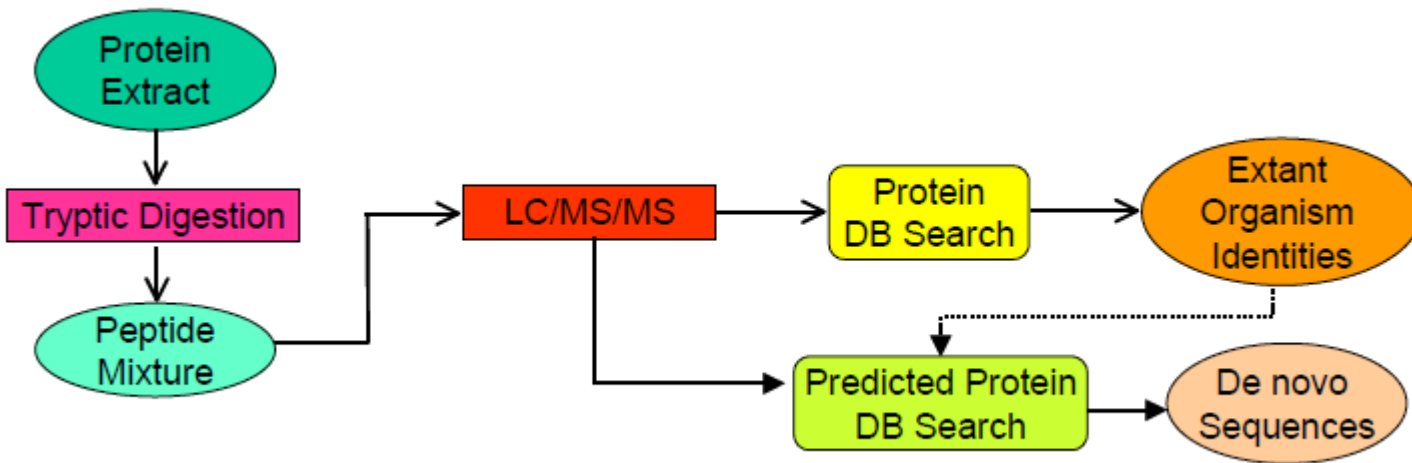 Protein
Extract
Tryptic Digestion
Peptide
Mixture
LC/MS/MS
Protein
DB Search
Extant
Organism
Identities
Predicted Protein
DB Search
De novo
Sequences